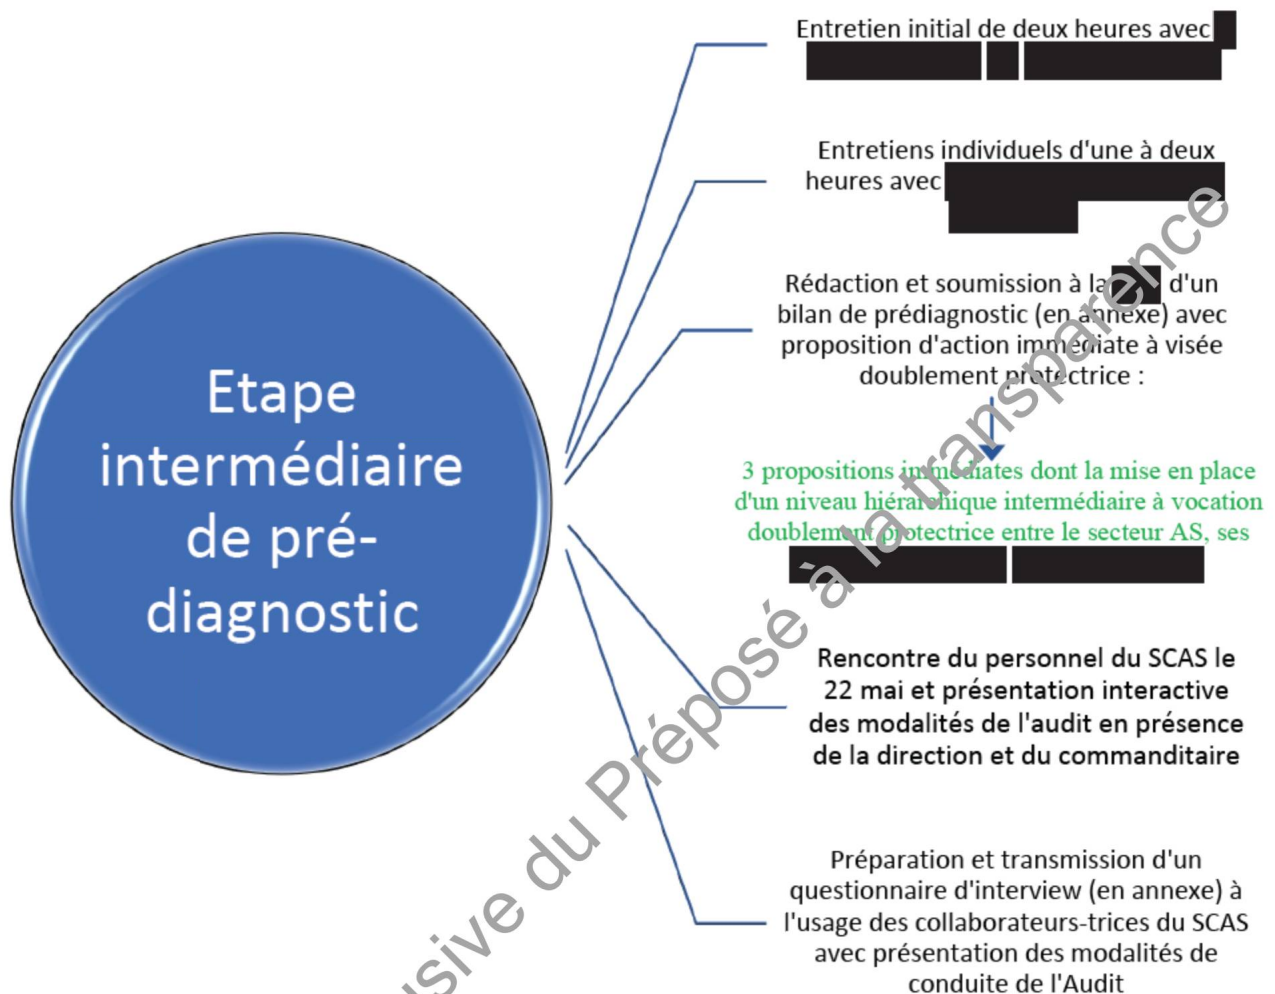 Etape
intermédiaire
de pré-
diagnostic
Entretien initial de deux heures avec
Entretiens individuels d'une à deux
heures avec
Rédaction et soumission à la d'un
bilan de prédiagnostic (en annexe) avec
proposition d'action immédiate à visée
doublement protectrice :
3 propositions immédiates dont la mise en place
d'un niveau hiérarchique intermédiaire à vocation
doublement protectrice entre le secteur AS, ses
Rencontre du personnel du SCAS le
22 mai et présentation interactive
des modalités de l'audit en présence
de la direction et du commanditaire
Préparation et transmission d'un
questionnaire d'interview (en annexe) à
l'usage des collaborateurs-trices du SCAS
avec présentation des modalités de
conduite de l'Audit
sive du Préposé à la transparence